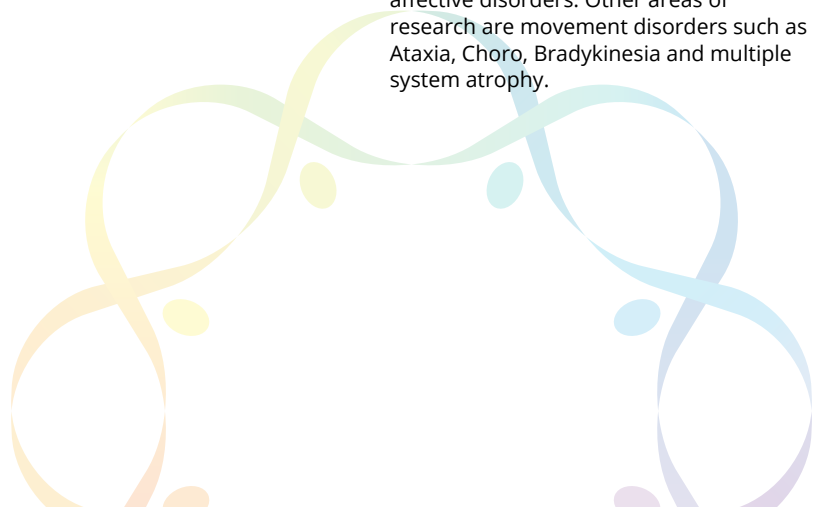 affective disorders. Other areas of
research are movement disorders such as
Ataxia, Choro, Bradykinesia and multiple
system atrophy.